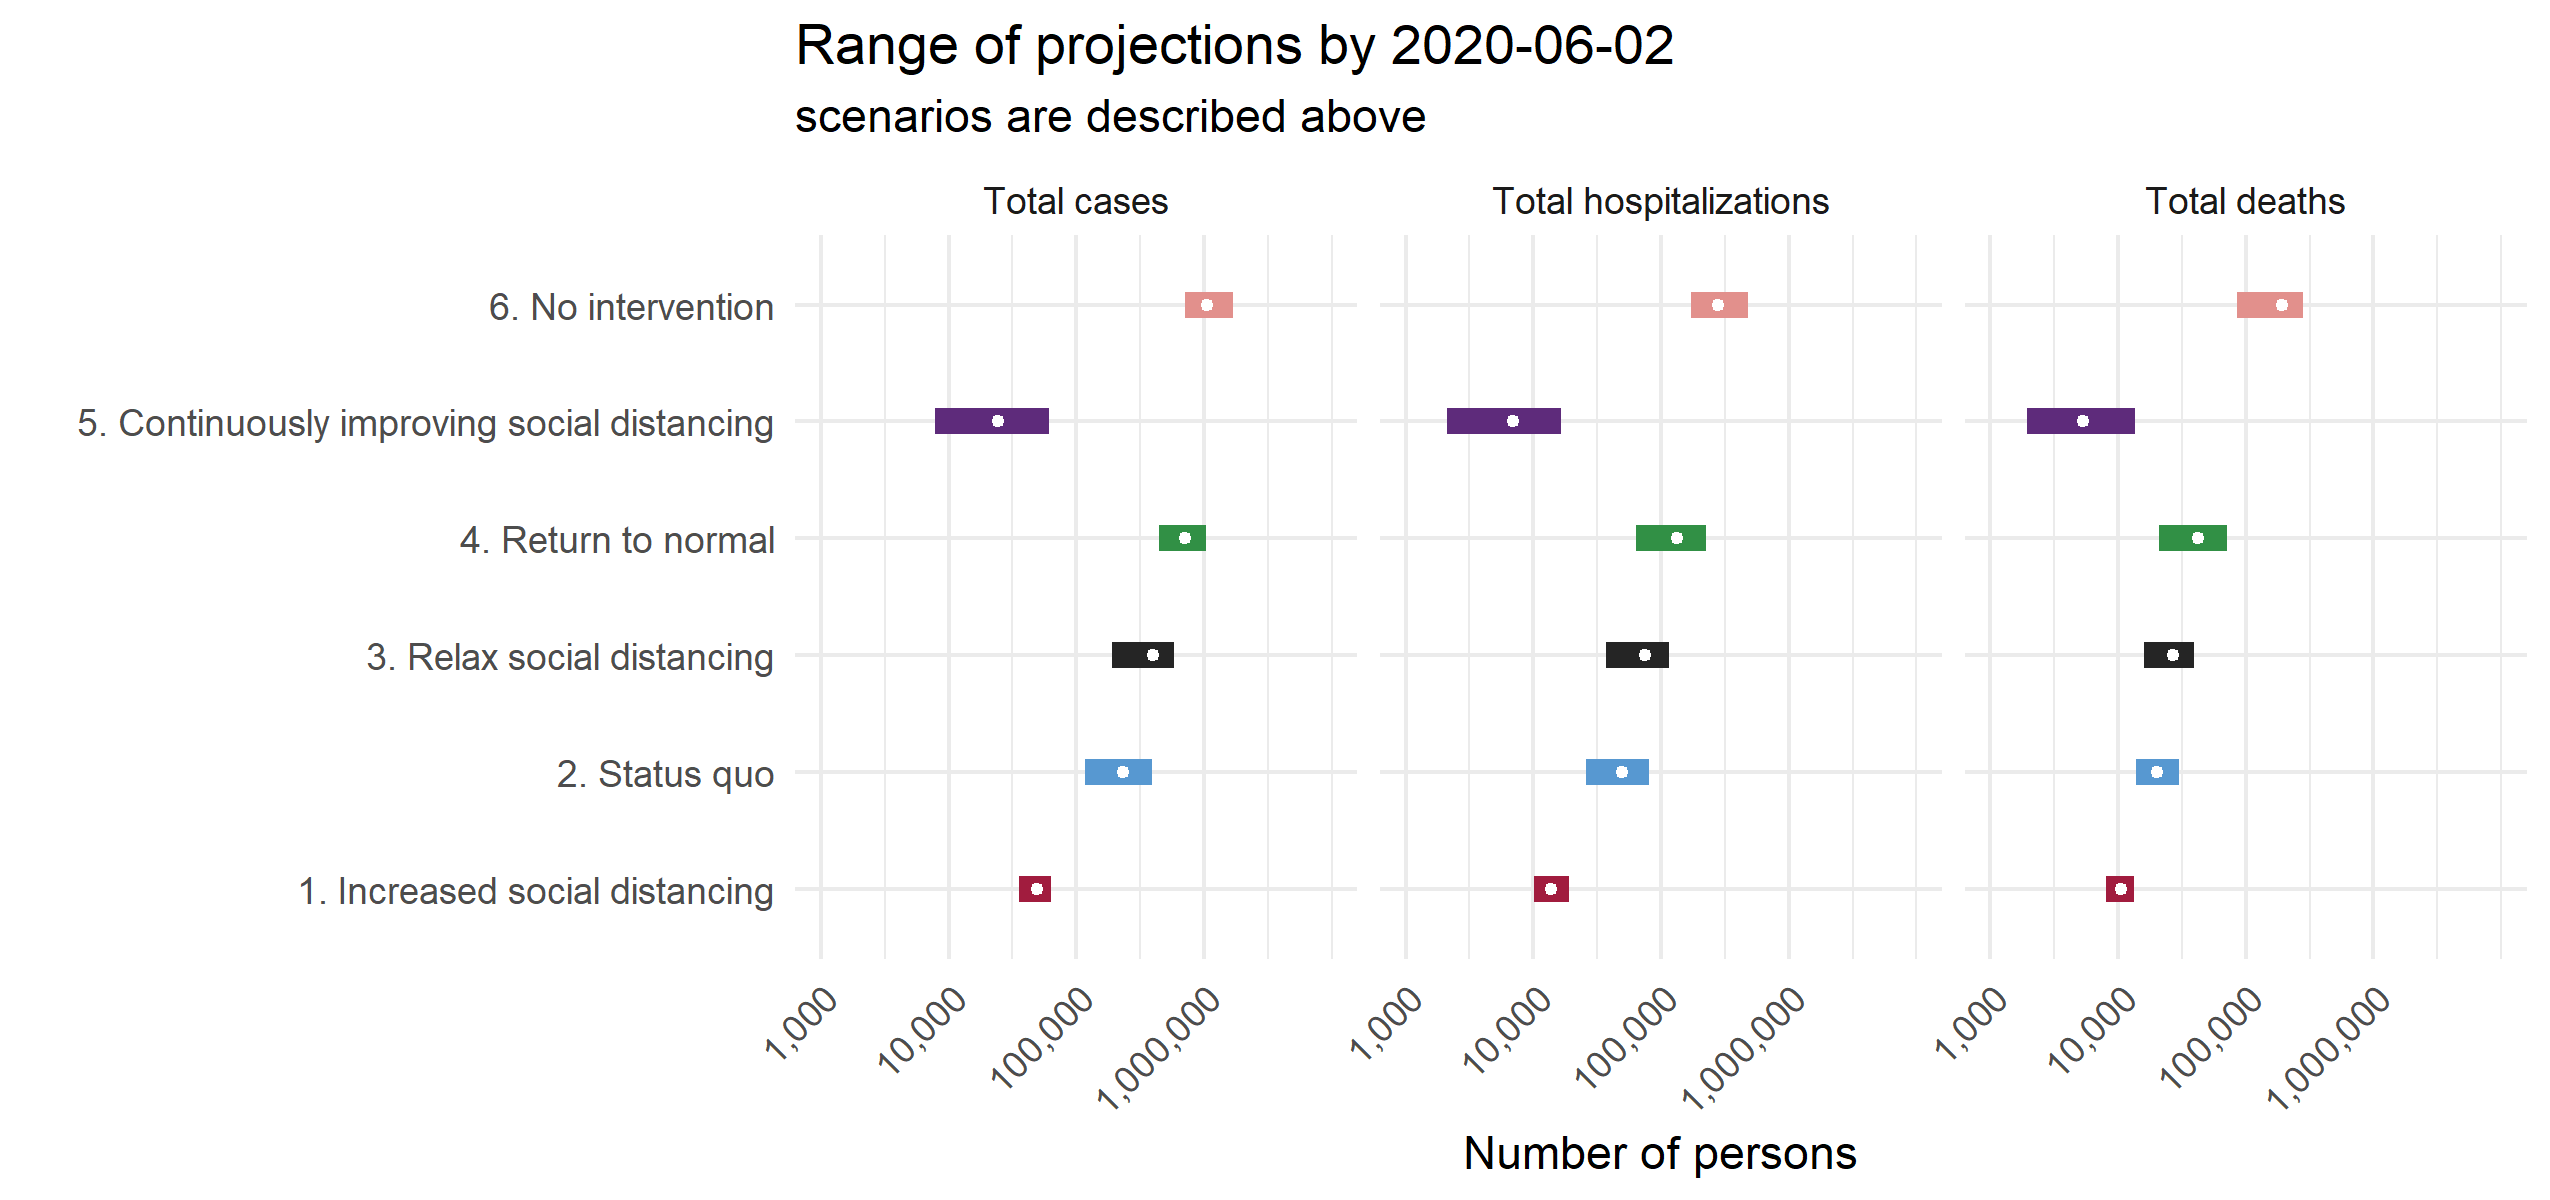 Range of projections by 2020-06-02
scenarios are described above
Total cases
Total hospitalizations
Total deaths
6. No intervention
5. Continuously improving social distancing
4. Return to normal
3. Relax social distancing
2. Status quo
1. Increased social distancing
1,000
10,000
100,000
1,000,000
1,000
10,000
100,000
1,000,000
1,000
10,000
100,000
1,000,000
Number of persons